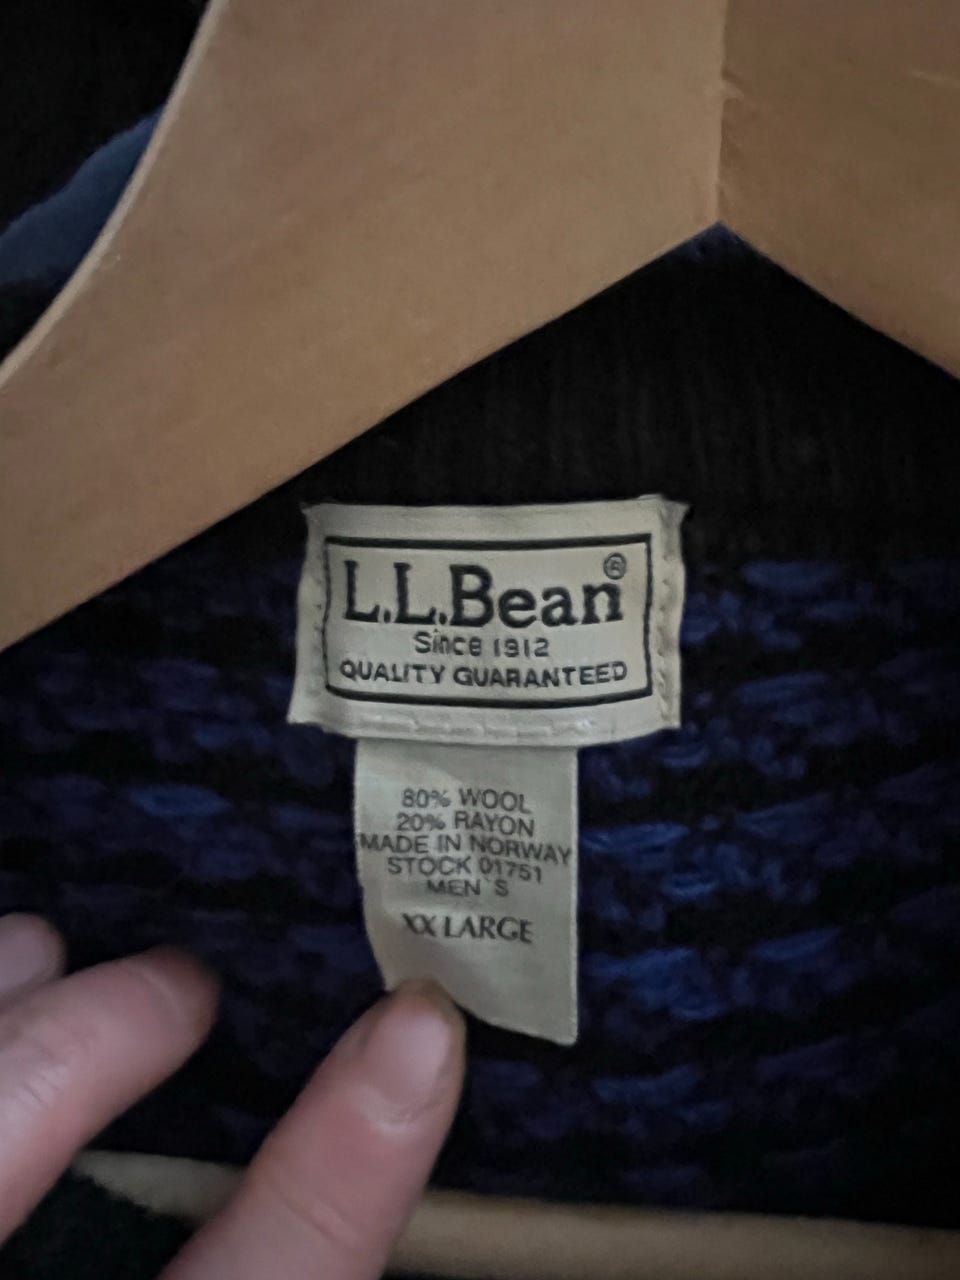 L.L.Bean®
Since 1912
QUALITY GUARANTEED
80% WOOL
20% RAYON
MADE IN NORWAY
STOCK 01751
MEN'S
XX LARGE